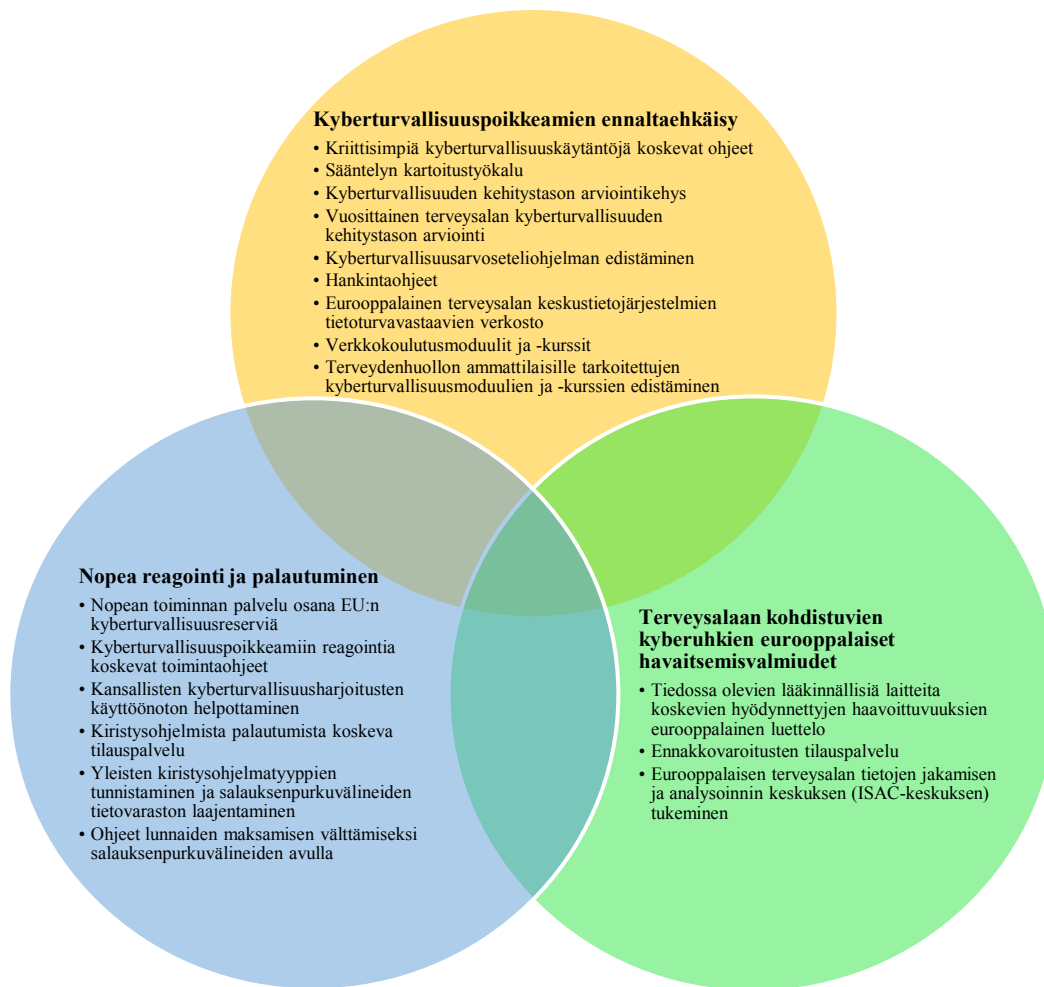 Kyberturvallisuuspoikkeamien ennaltaehkäisy
• Kriittisimpiä kyberturvallisuuskäytäntöjä koskevat ohjeet
• Sääntelyn kartoitustyökalu
• Kyberturvallisuuden kehitystason arviointikehys
• Vuosittainen terveysalan kyberturvallisuuden
kehitystason arviointi
• Kyberturvallisuusarvoseteliohjelman edistäminen
• Hankintaohjeet
• Eurooppalainen terveysalan keskustietojärjestelmien
tietoturvavastaavien verkosto
• Verkkokoulutusmoduulit ja -kurssit
• Terveydenhuollon ammattilaisille tarkoitettujen
kyberturvallisuusmoduulien ja -kurssien edistäminen
Nopea reagointi ja palautuminen
• Nopean toiminnan palvelu osana EU:n
kyberturvallisuusreserviä
• Kyberturvallisuuspoikkeamiin reagointia
koskevat toimintaohjeet
• Kansallisten kyberturvallisuusharjoitusten
käyttöönoton helpottaminen
• Kiristysohjelmista palautumista koskeva
tilauspalvelu
• Yleisten kiristysohjelmatyyppien
tunnistaminen ja salauksenpurkuvälineiden
tietovaraston laajentaminen
• Ohjeet lunnaiden maksamisen välttämiseksi
salauksenpurkuvälineiden avulla
Terveysalaan kohdistuvien
kyberuhkien eurooppalaiset
havaitsemisvalmiudet
• Tiedossa olevien lääkinnällisiä laitteita
koskevien hyödynnettyjen haavoittuvuuksien
eurooppalainen luettelo
• Ennakkovaroitusten tilauspalvelu
• Eurooppalaisen terveysalan tietojen jakamisen
ja analysoinnin keskuksen (ISAC-keskuksen)
tukeminen